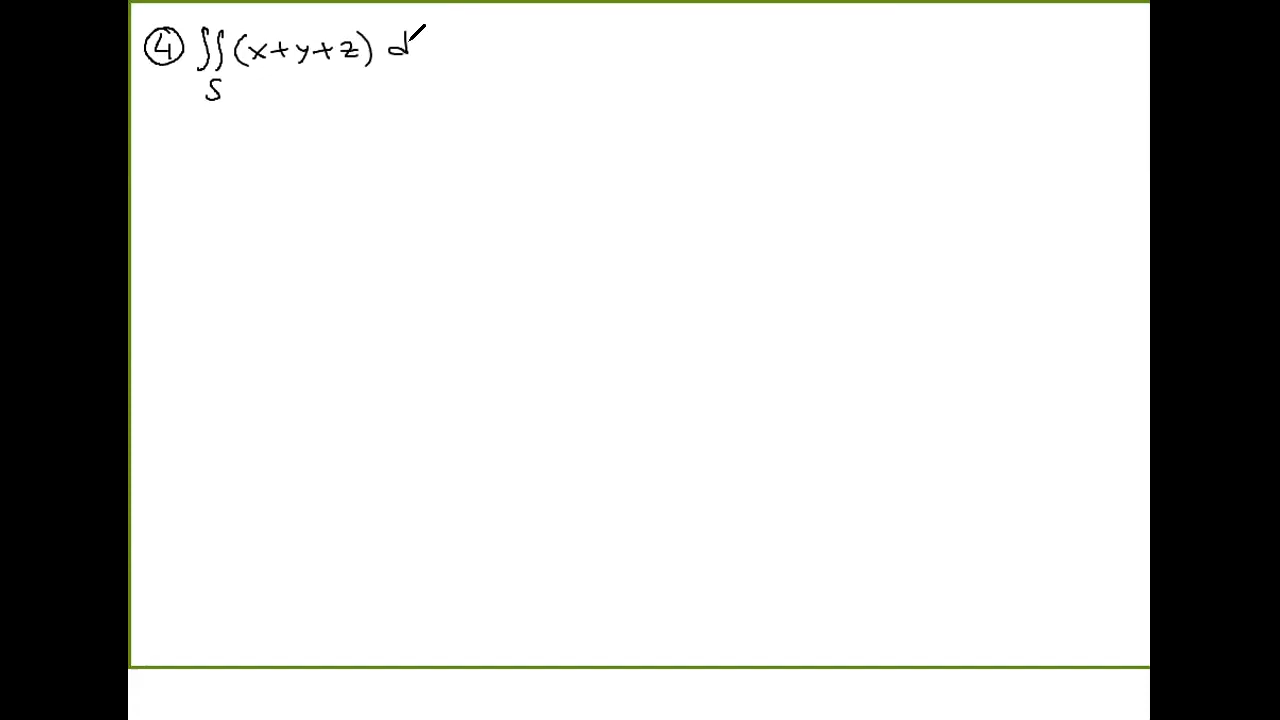 ④ ∬ (x+y+z) d
S